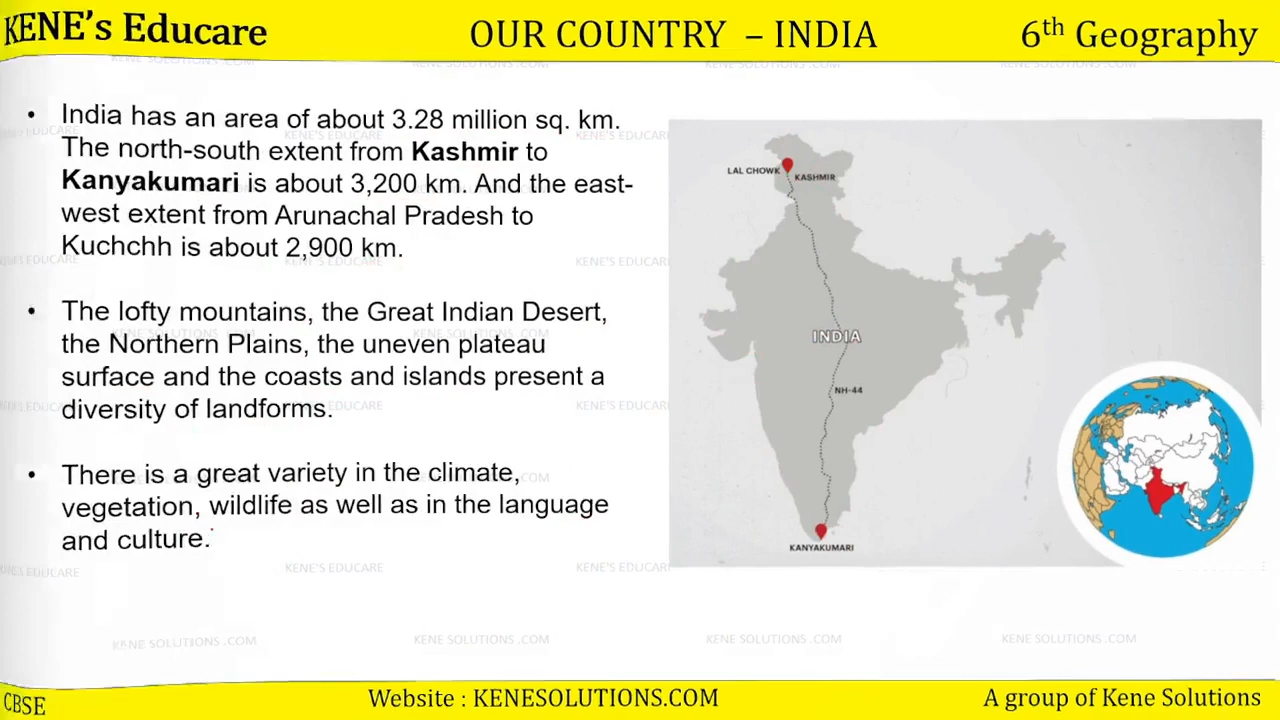 KENE's Educare
OUR COUNTRY – INDIA
6th Geography
• India has an area of about 3.28 million sq. km.
The north-south extent from Kashmir to
Kanyakumari is about 3,200 km. And the east-
west extent from Arunachal Pradesh to
Kuchchh is about 2,900 km.
• The lofty mountains, the Great Indian Desert,
the Northern Plains, the uneven plateau
surface and the coasts and islands present a
diversity of landforms.
• There is a great variety in the climate,
vegetation, wildlife as well as in the language
and culture.
LAL CHOWK
KASHMIR
INDIA
NH-44
KANYAKUMARI
KENE'S EDUCARE
KENE SOLUTIONS .COM
CBSE
Website : KENESOLUTIONS.COM
A group of Kene Solutions